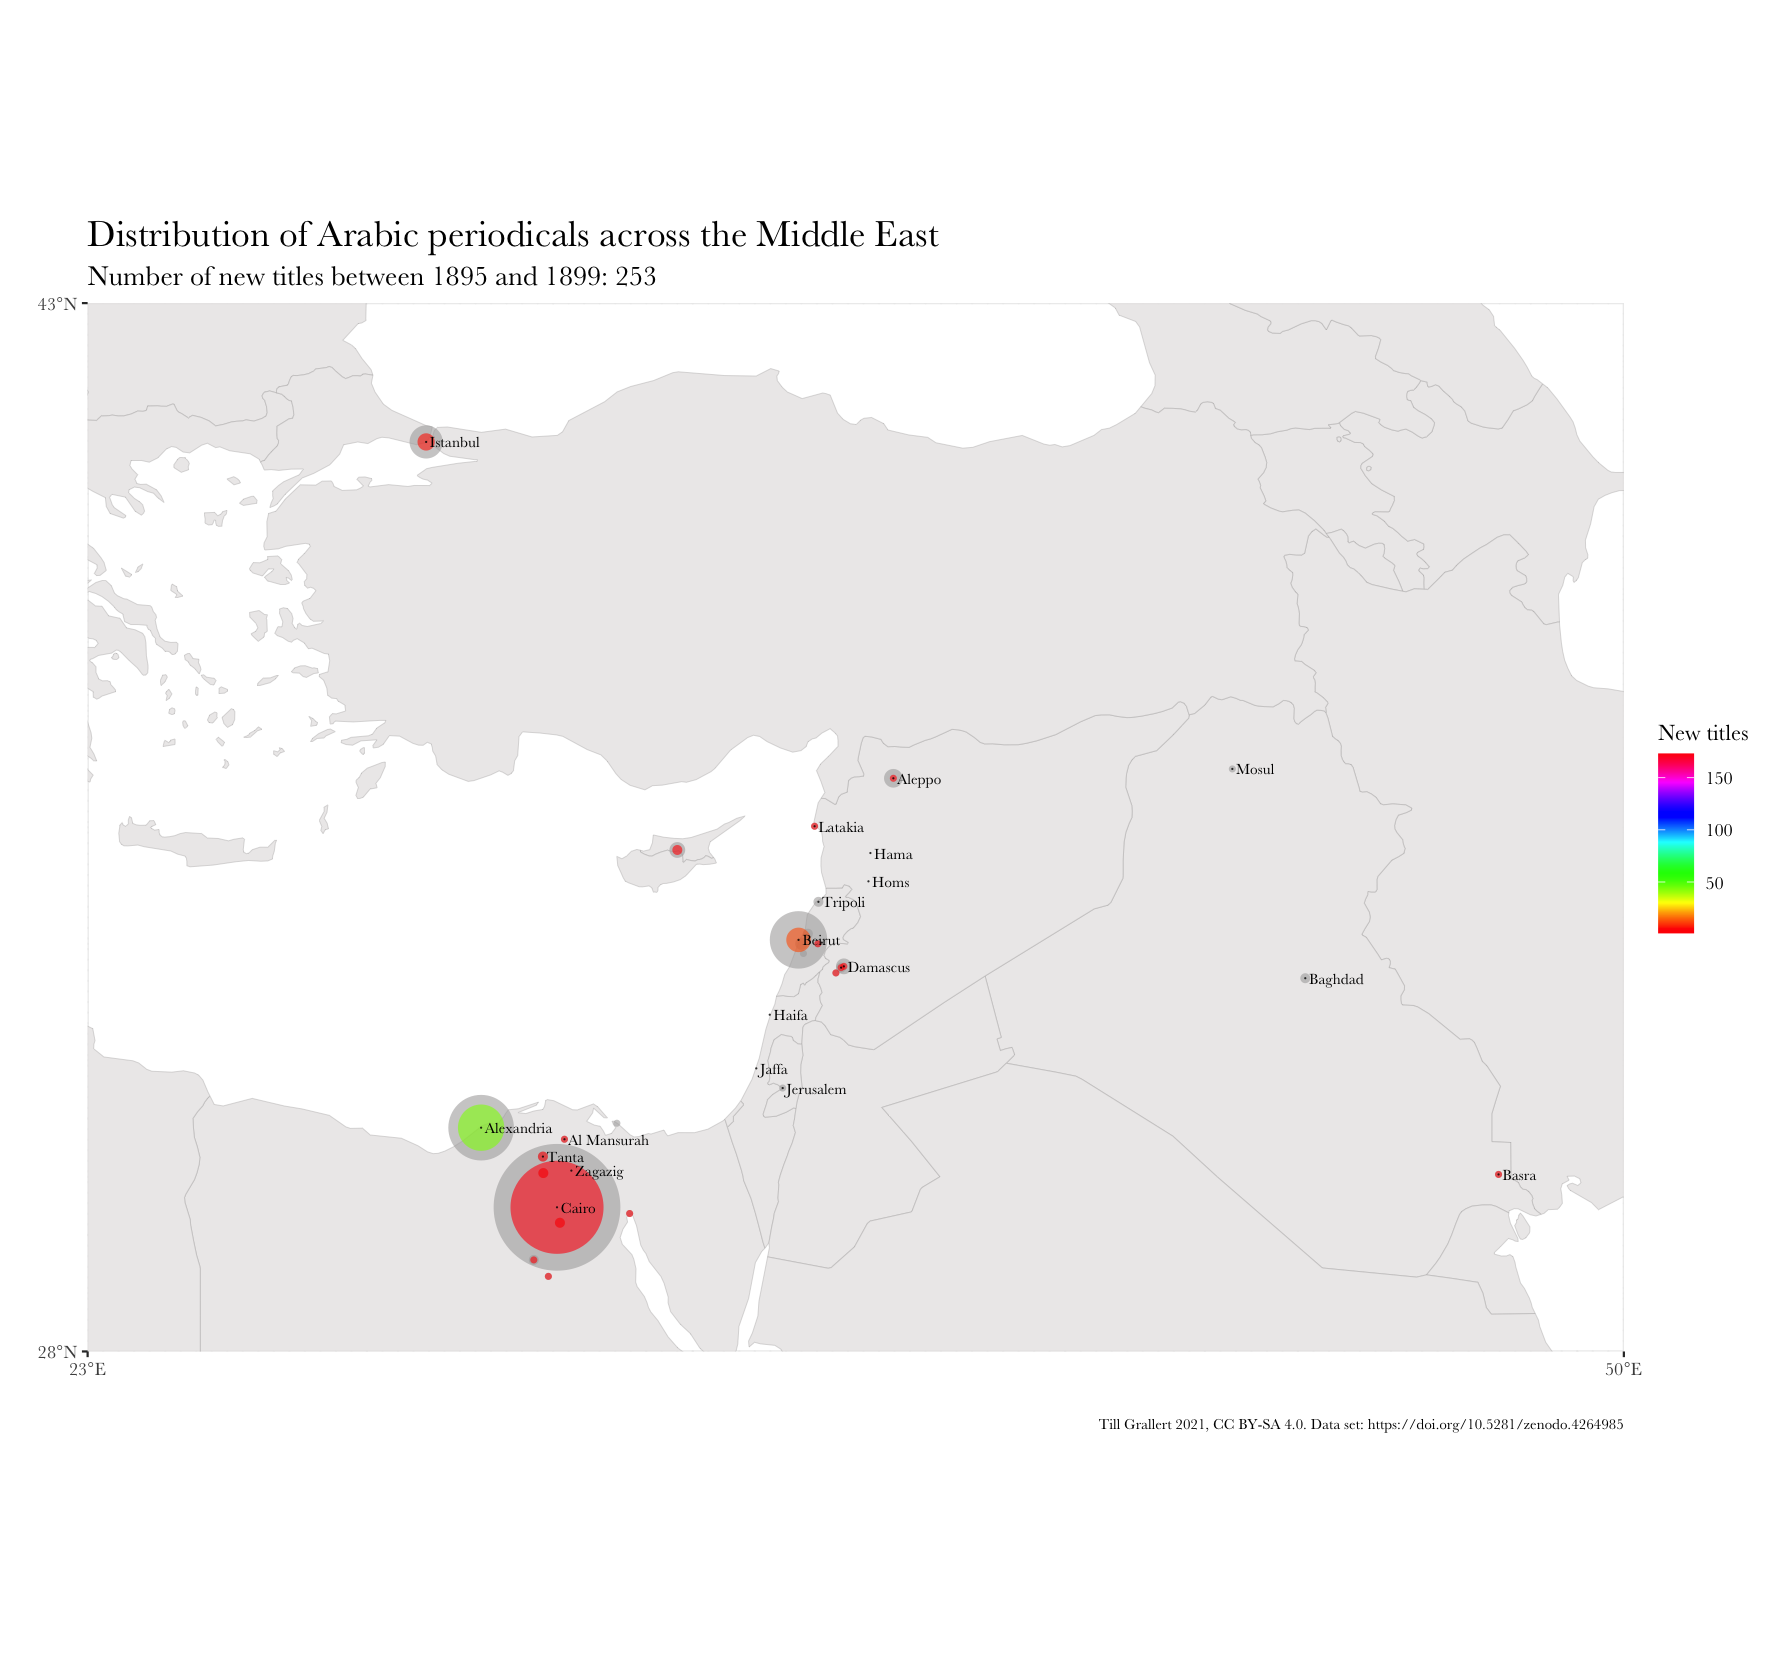 Distribution of Arabic periodicals across the Middle East
Number of new titles between 1895 and 1899: 253
43°N
Istanbul
New titles
150
100
50
Mosul
Aleppo
Latakia
Hama
Homs
Tripoli
Beirut
Damascus
Baghdad
Haifa
Jaffa
Jerusalem
Alexandria
Al Mansurah
Tanta
Zagazig
Basra
Cairo
28°N
23°E
50°E
Till Grallert 2021, CC BY-SA 4.0. Data set: https://doi.org/10.5281/zenodo.4264985